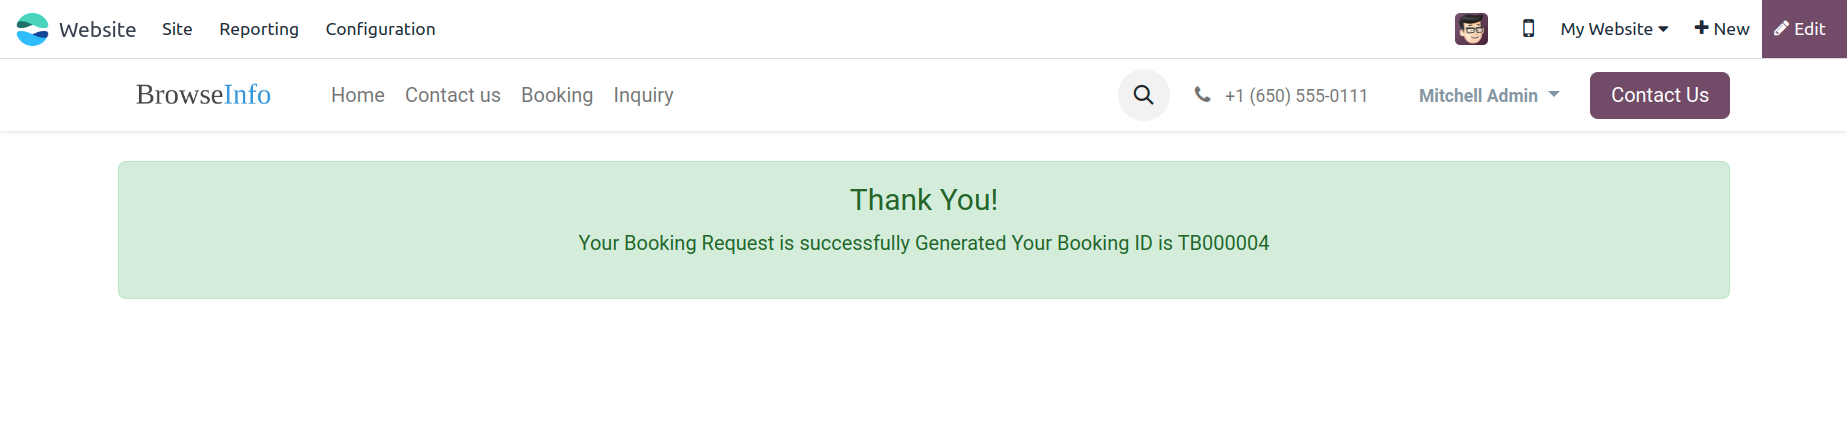 Website Site Reporting Configuration My Website New Edit
BrowseInfo Home Contact us Booking Inquiry +1 (650) 555-0111 Mitchell Admin Contact Us
Thank You!
Your Booking Request is successfully Generated Your Booking ID is TB000004